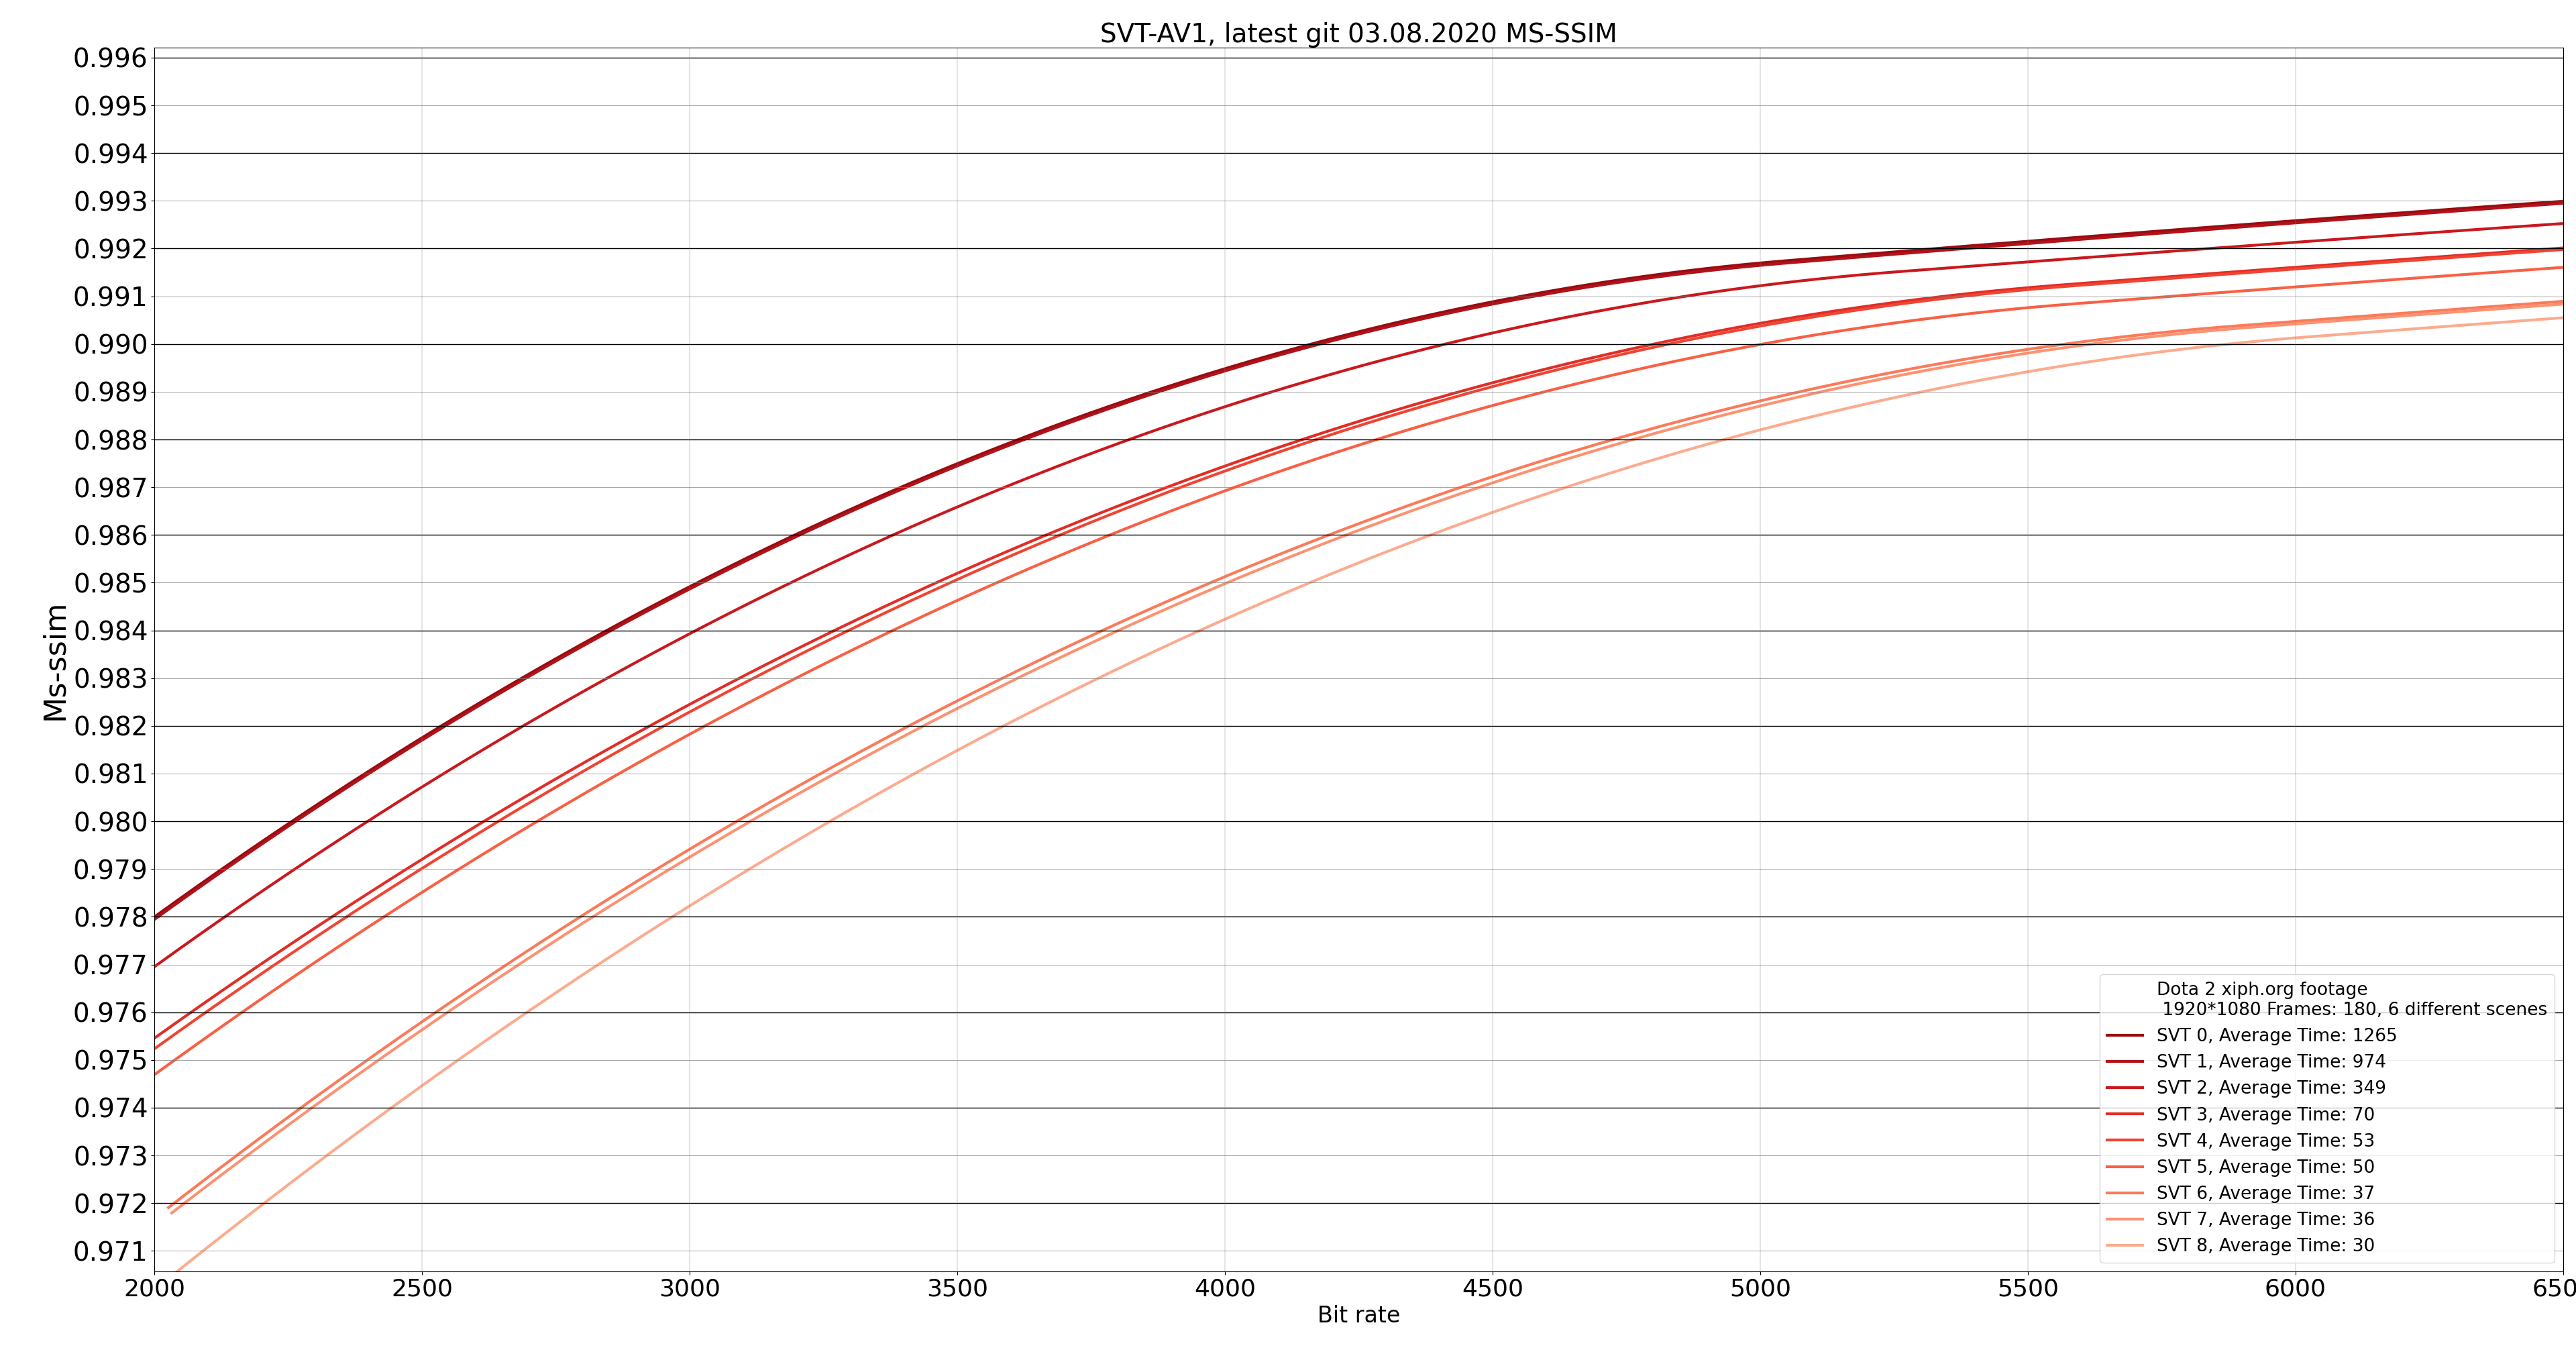 SVT-AV1, latest git 03.08.2020 MS-SSIM
0.996
0.995
0.994
0.993
0.992
0.991
0.990
0.989
0.988
0.987
0.986
0.985
0.984
0.983
0.982
0.981
0.980
0.979
0.978
0.977
0.976
0.975
0.974
0.973
0.972
0.971
Ms-ssim
Dota 2 xiph.org footage
1920*1080 Frames: 180, 6 different scenes
SVT 0, Average Time: 1265
SVT 1, Average Time: 974
SVT 2, Average Time: 349
SVT 3, Average Time: 70
SVT 4, Average Time: 53
SVT 5, Average Time: 50
SVT 6, Average Time: 37
SVT 7, Average Time: 36
SVT 8, Average Time: 30
2000 2500 3000 3500 4000 4500 5000 5500 6000 650
Bit rate